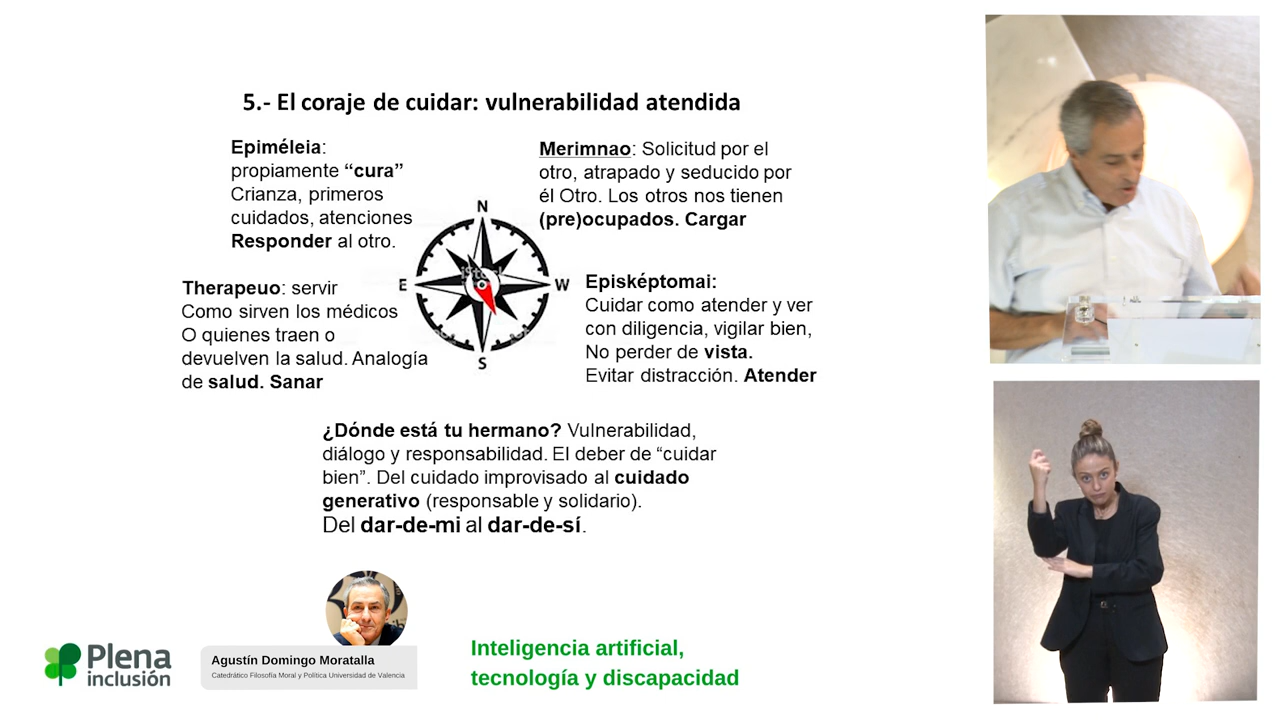 5.- El coraje de cuidar: vulnerabilidad atendida
Epiméleia:
propiamente “cura”
Crianza, primeros
cuidados, atenciones
Responder al otro.
Merimnao: Solicitud por el
otro, atrapado y seducido por
él Otro. Los otros nos tienen
(pre)ocupados. Cargar
N
E
W
S
Therapeuo: servir
Como sirven los médicos
O quienes traen o
devuelven la salud. Analogía
de salud. Sanar
Episképtomai:
Cuidar como atender y ver
con diligencia, vigilar bien,
No perder de vista.
Evitar distracción. Atender
¿Dónde está tu hermano? Vulnerabilidad,
diálogo y responsabilidad. El deber de “cuidar
bien”. Del cuidado improvisado al cuidado
generativo (responsable y solidario).
Del dar-de-mi al dar-de-sí.
Plena
inclusión
Agustín Domingo Moratalla
Catedrático Filosofía Moral y Política Universidad de Valencia
Inteligencia artificial,
tecnología y discapacidad